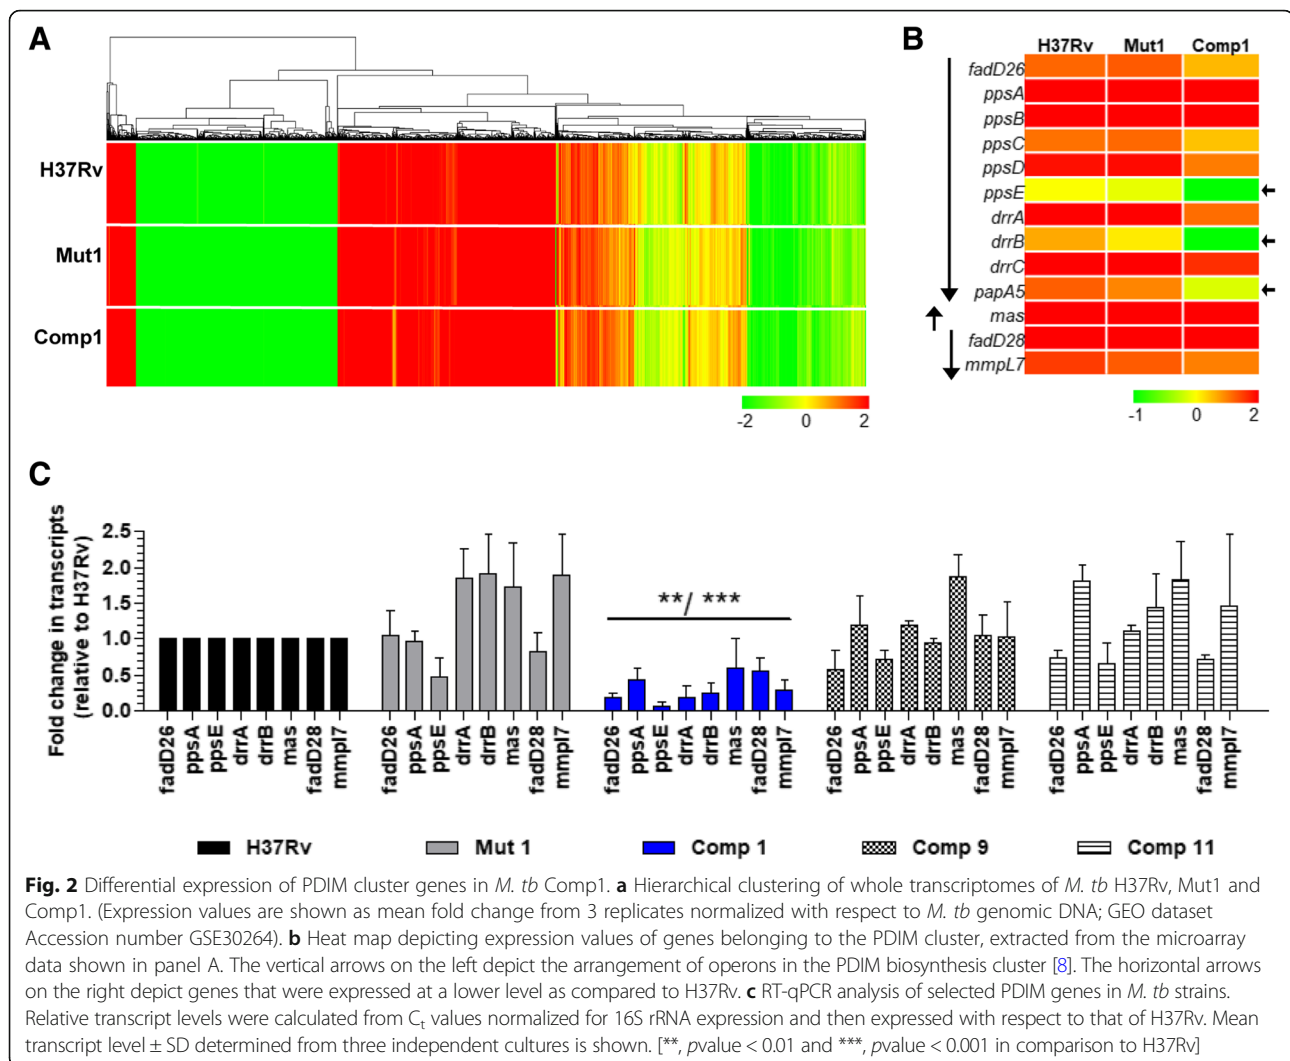 A
H37Rv
Mut1
Comp1
-2 0 2
B
H37Rv Mut1 Comp1
fadD26
ppsA
ppsB
ppsC
ppsD
ppsE
drrA
drrB
drrC
papA5
mas
fadD28
mmpL7
-1 0 2
C
Fold change in transcripts
(relative to H37Rv)
2.5
2.0
1.5
1.0
0.5
0.0
**/ ***
fadD26 ppsA ppsE drrA drrB mas fadD28 mmpl7
fadD26 ppsA ppsE drrA drrB mas fadD28 mmpl7
fadD26 ppsA ppsE drrA drrB mas fadD28 mmpl7
fadD26 ppsA ppsE drrA drrB mas fadD28 mmpl7
fadD26 ppsA ppsE drrA drrB mas fadD28 mmpl7
H37Rv Mut 1 Comp 1 Comp 9 Comp 11
Fig. 2 Differential expression of PDIM cluster genes in M. tb Comp1. a Hierarchical clustering of whole transcriptomes of M. tb H37Rv, Mut1 and
Comp1. (Expression values are shown as mean fold change from 3 replicates normalized with respect to M. tb genomic DNA; GEO dataset
Accession number GSE30264). b Heat map depicting expression values of genes belonging to the PDIM cluster, extracted from the microarray
data shown in panel A. The vertical arrows on the left depict the arrangement of operons in the PDIM biosynthesis cluster [8]. The horizontal arrows
on the right depict genes that were expressed at a lower level as compared to H37Rv. c RT-qPCR analysis of selected PDIM genes in M. tb strains.
Relative transcript levels were calculated from Ct values normalized for 16S rRNA expression and then expressed with respect to that of H37Rv. Mean
transcript level ± SD determined from three independent cultures is shown. [**, pvalue < 0.01 and ***, pvalue < 0.001 in comparison to H37Rv]